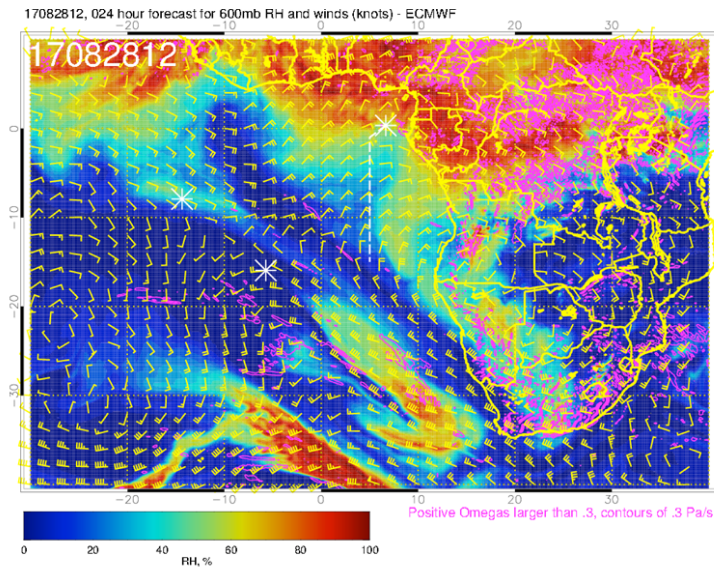 17082812, 024 hour forecast for 600mb RH and winds (knots) - ECMWF
-20 -10 0 10 20 30
17082812
0
-10
-20
-30
-20 -10 0 10 20 30
Positive Omegas larger than .3, contours of .3 Pa/s
0 20 40 60 80 100
RH, %